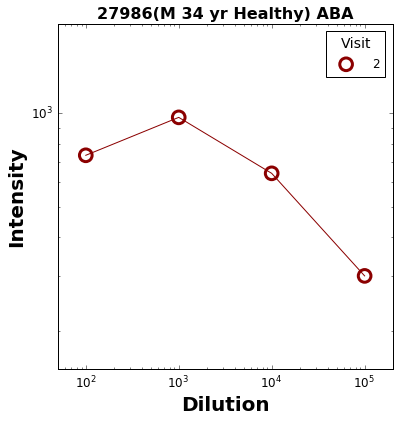 27986(M 34 yr Healthy) ABA
Visit
2
10³
Intensity
10² 10³ 10⁴ 10⁵
Dilution